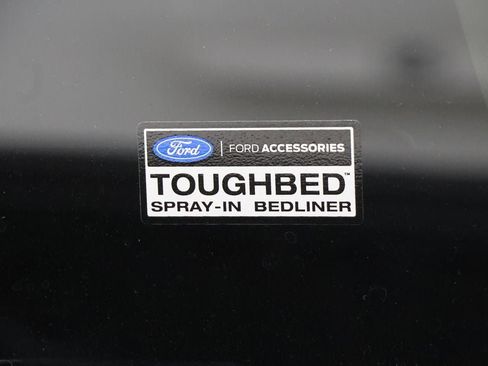 Ford | FORD ACCESSORIES
TOUGHBED™
SPRAY-IN BEDLINER